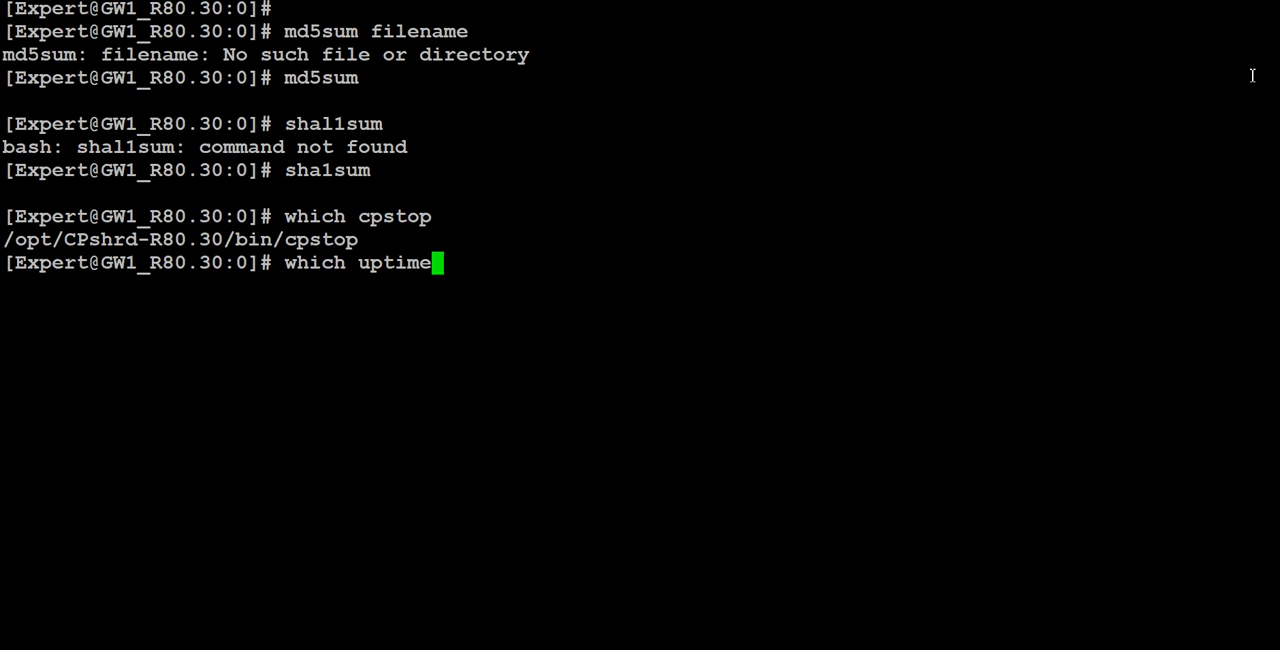 [Expert@GW1_R80.30:0]#
[Expert@GW1_R80.30:0]# md5sum filename
md5sum: filename: No such file or directory
[Expert@GW1_R80.30:0]# md5sum
[Expert@GW1_R80.30:0]# shal1sum
bash: shal1sum: command not found
[Expert@GW1_R80.30:0]# sha1sum
[Expert@GW1_R80.30:0]# which cpstop
/opt/CPshrd-R80.30/bin/cpstop
[Expert@GW1_R80.30:0]# which uptime